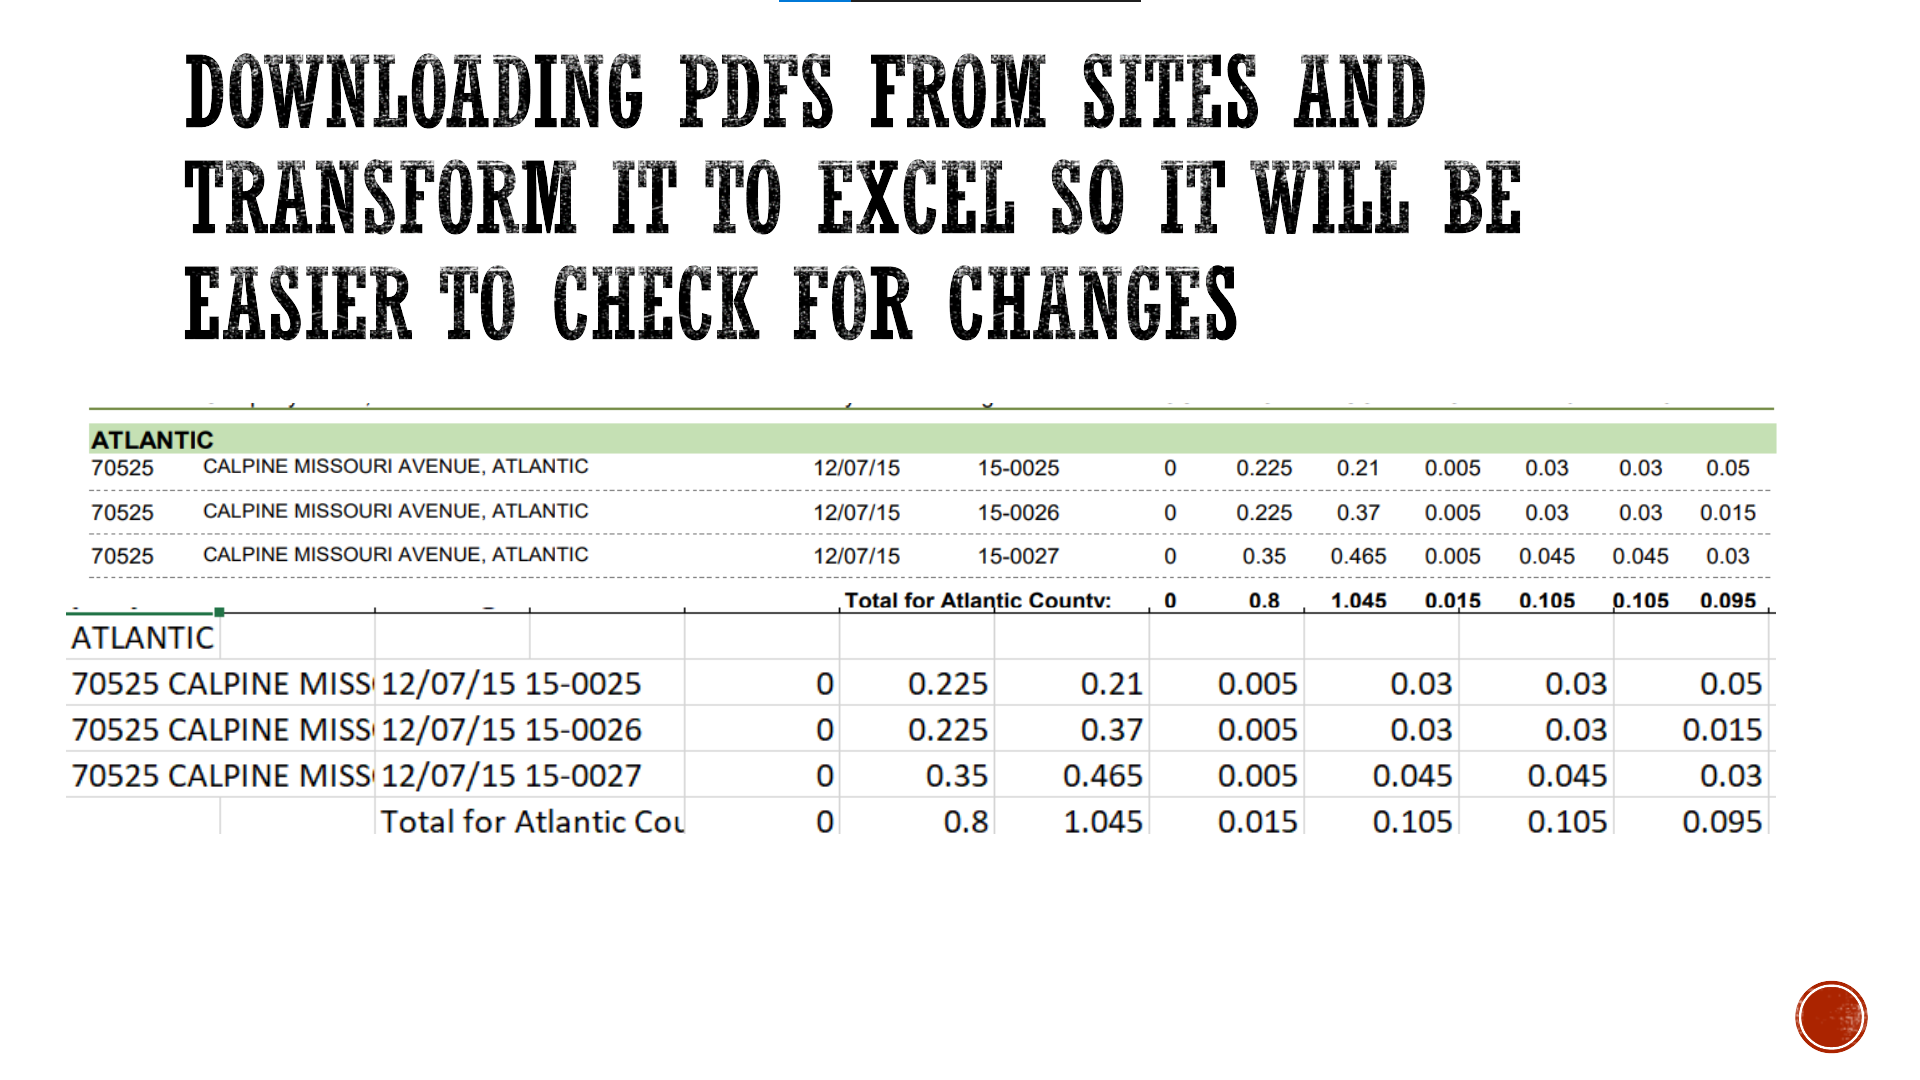 DOWNLOADING PDFS FROM SITES AND
TRANSFORM IT TO EXCEL SO IT WILL BE
EASIER TO CHECK FOR CHANGES
ATLANTIC
70525 CALPINE MISSOURI AVENUE, ATLANTIC 12/07/15 15-0025 0 0.225 0.21 0.005 0.03 0.03 0.05
70525 CALPINE MISSOURI AVENUE, ATLANTIC 12/07/15 15-0026 0 0.225 0.37 0.005 0.03 0.03 0.015
70525 CALPINE MISSOURI AVENUE, ATLANTIC 12/07/15 15-0027 0 0.35 0.465 0.005 0.045 0.045 0.03
Total for Atlantic County: 0 0.8 1.045 0.015 0.105 0.105 0.095
ATLANTIC
70525 CALPINE MISS 12/07/15 15-0025 0 0.225 0.21 0.005 0.03 0.03 0.05
70525 CALPINE MISS 12/07/15 15-0026 0 0.225 0.37 0.005 0.03 0.03 0.015
70525 CALPINE MISS 12/07/15 15-0027 0 0.35 0.465 0.005 0.045 0.045 0.03
Total for Atlantic Cou 0 0.8 1.045 0.015 0.105 0.105 0.095